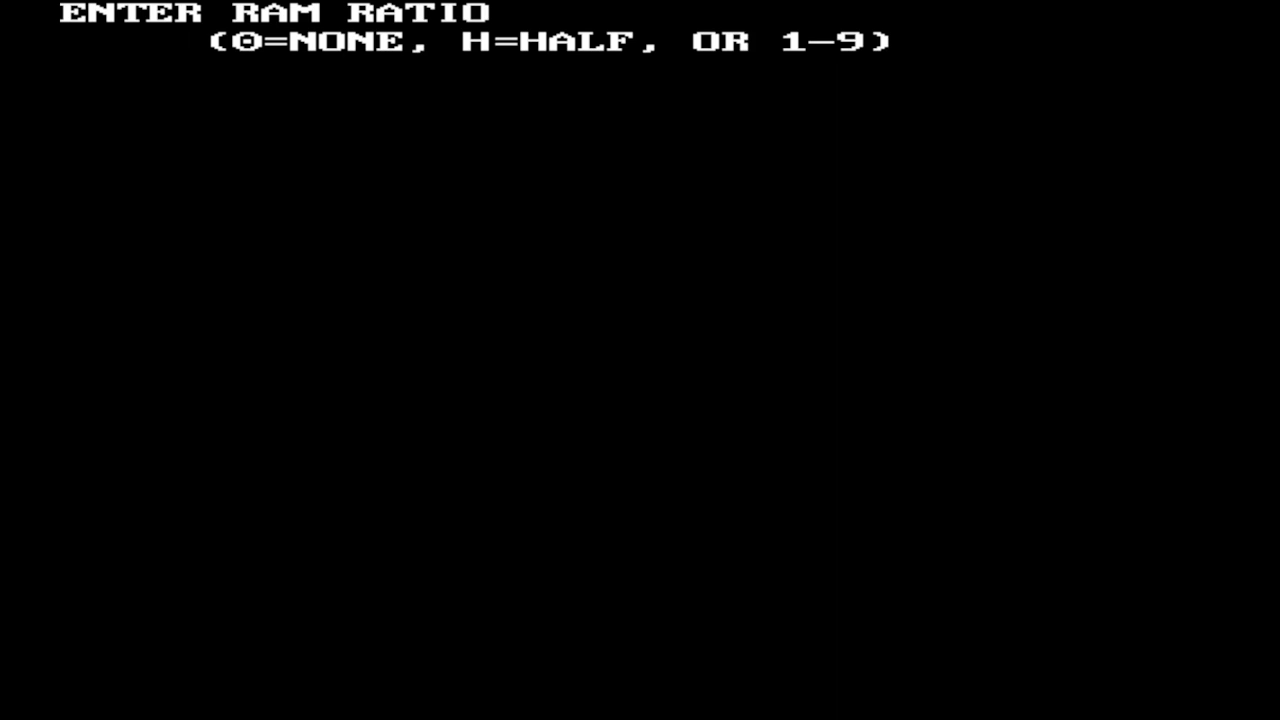 ENTER RAM RATIO
(0=NONE, H=HALF, OR 1-9)